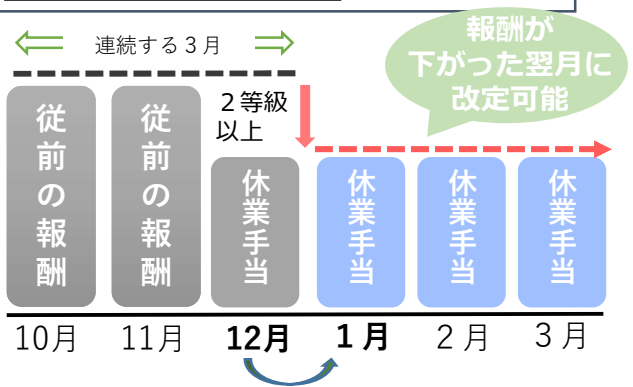 連続する３月
報酬が
下がった翌月に
改定可能
２等級
以上
従前の報酬
従前の報酬
休業手当
休業手当
休業手当
休業手当
10月
11月
12月
１月
２月
３月